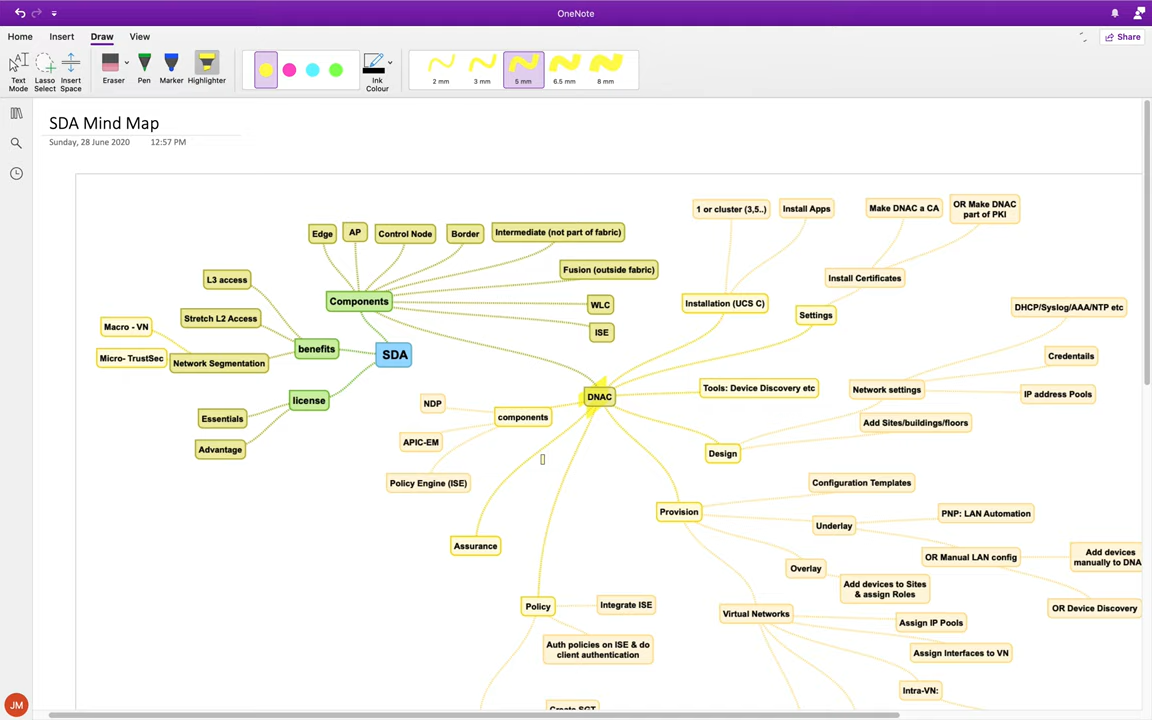 OneNote
Home
Insert
Draw
View
Share
Text
Mode
Lasso
Select
Insert
Space
Eraser
Pen
Marker
Highlighter
Ink
Colour
2 mm
3 mm
5 mm
6.5 mm
8 mm
SDA Mind Map
Sunday, 28 June 2020
12:57 PM
Edge
AP
Control Node
Border
Intermediate (not part of fabric)
Fusion (outside fabric)
WLC
ISE
Components
L3 access
Stretch L2 Access
Macro - VN
Micro- TrustSec
Network Segmentation
benefits
SDA
license
Essentials
Advantage
1 or cluster (3,5..)
Install Apps
Make DNAC a CA
OR Make DNAC
part of PKI
Install Certificates
Installation (UCS C)
Settings
DHCP/Syslog/AAA/NTP etc
Credentails
Network settings
IP address Pools
Tools: Device Discovery etc
DNAC
NDP
components
APIC-EM
Policy Engine (ISE)
Add Sites/buildings/floors
Design
Configuration Templates
Provision
PNP: LAN Automation
Underlay
OR Manual LAN config
Add devices
manually to DNA
Assurance
Overlay
Add devices to Sites
& assign Roles
OR Device Discovery
Policy
Integrate ISE
Virtual Networks
Assign IP Pools
Auth policies on ISE & do
client authentication
Assign Interfaces to VN
Intra-VN:
Create SGT
JM